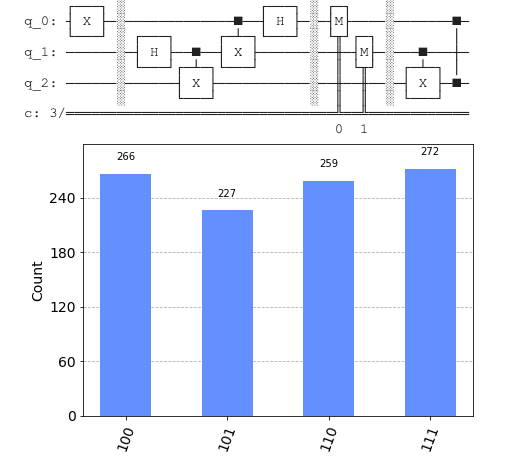 q_0: X H M
q_1: H X M
q_2: X X
c: 3/
0 1
266 227 259 272
240
180
120
60
0
Count
100 101 110 111